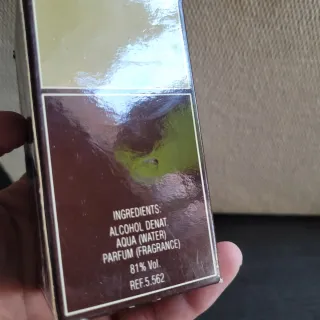 INGREDIENTS:
ALCOHOL DENAT
AQUA (WATER)
PARFUM (FRAGRANCE)
81% Vol.
REF.5.562